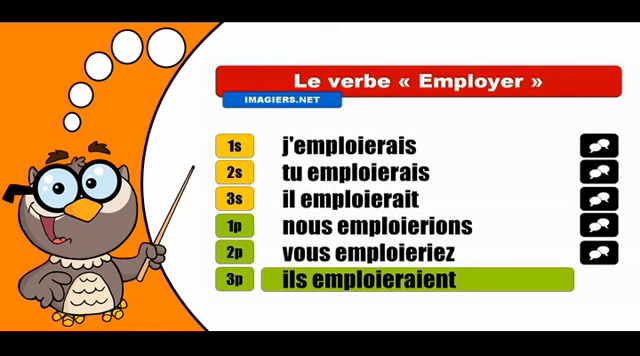 Le verbe « Employer »
IMAGIERS.NET
1s j'emploierais
2s tu emploierais
3s il emploierait
1p nous emploierions
2p vous emploieriez
3p ils emploieraient